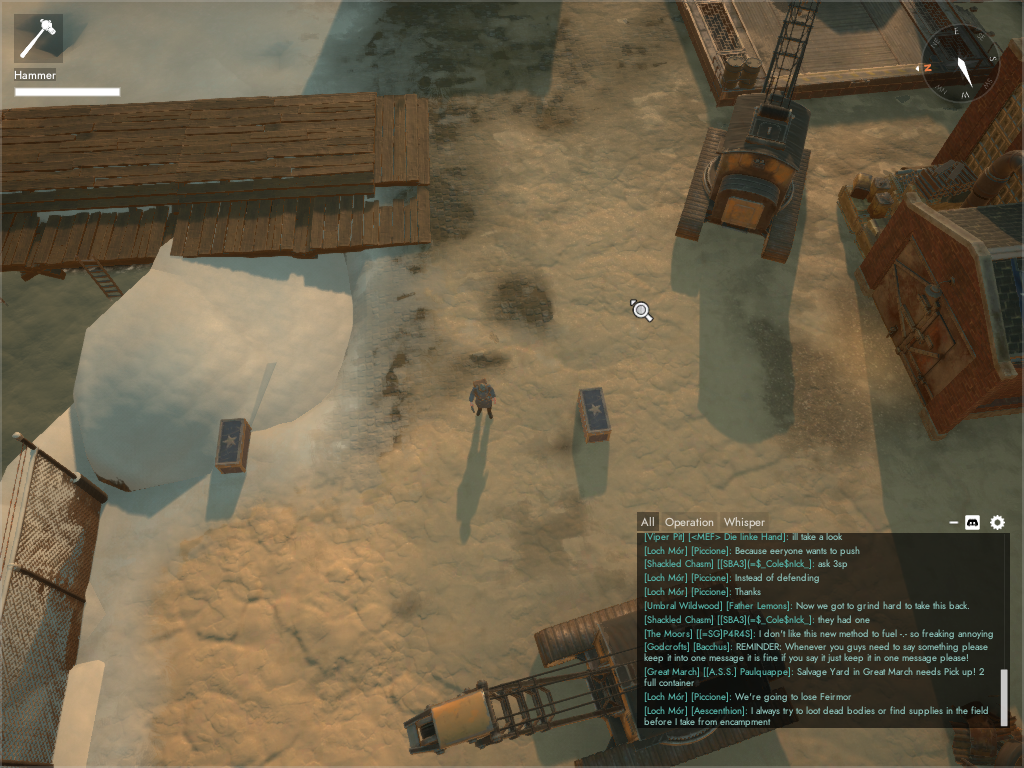 Hammer
E
S
N
W
All Operation Whisper
[Viper Pit] [<MEF> Die linke Hand]: ill take a look
[Loch Mór] [Piccione]: Because eeryone wants to push
[Shackled Chasm] [[SBA3](=$_Cole$nIck_]: ask 3sp
[Loch Mór] [Piccione]: Instead of defending
[Loch Mór] [Piccione]: Thanks
[Umbral Wildwood] [Father Lemons]: Now we got to grind hard to take this back.
[Shackled Chasm] [[SBA3](=$_Cole$nIck_]: they had one
[The Moors] [[=SG]P4R4S]: I don't like this new method to fuel -.- so freaking annoying
[Godcrofts] [Bacchus]: REMINDER: Whenever you guys need to say something please
keep it into one message it is fine if you say it just keep it in one message please!
[Great March] [[A.S.S.] Paulquappe]: Salvage Yard in Great March needs Pick up! 2
full container
[Loch Mór] [Piccione]: We're going to lose Feirmor
[Loch Mór] [Aescenthion]: I always try to loot dead bodies or find supplies in the field
before I take from encampment